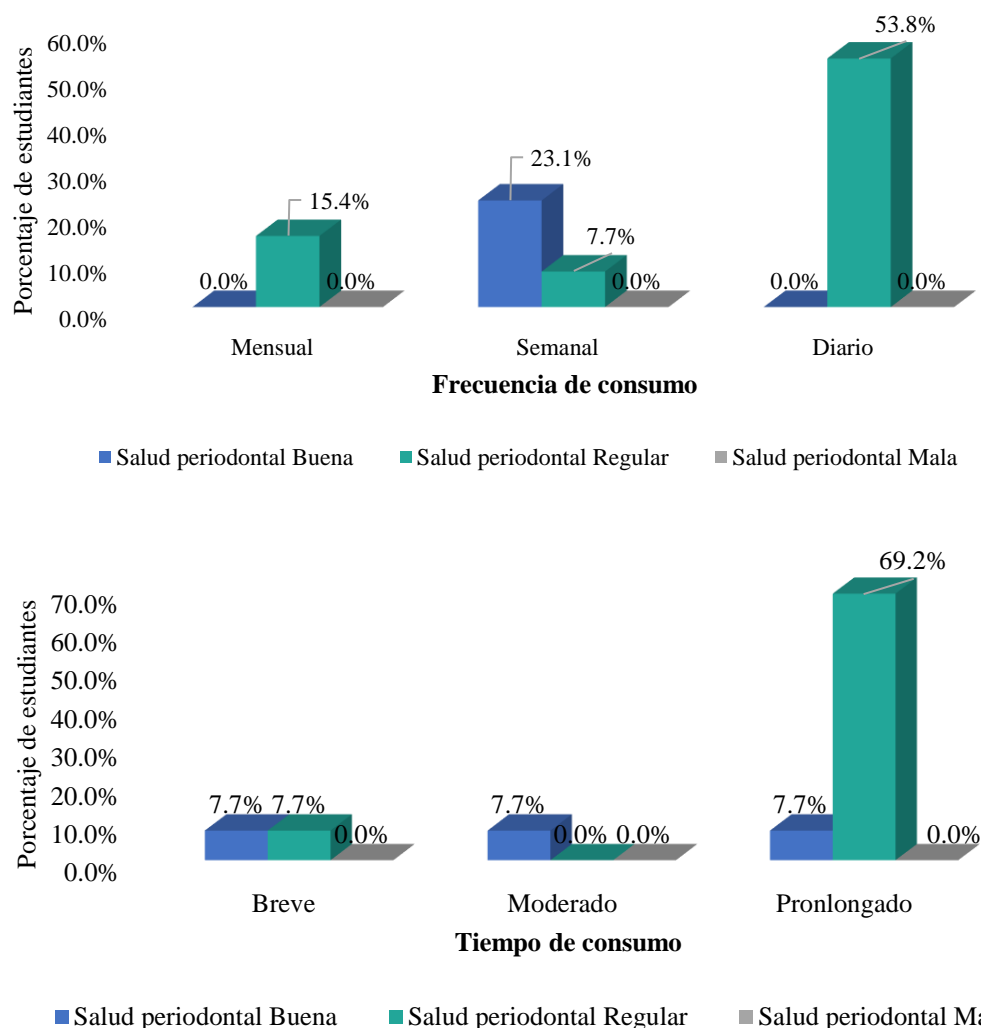 53.8%
60.0%
50.0%
40.0%
30.0%
20.0%
10.0%
0.0%
Porcentaje de estudiantes
0.0% 15.4% 0.0%
23.1% 7.7% 0.0%
0.0% 0.0%
Mensual Semanal Diario
Frecuencia de consumo
Salud periodontal Buena Salud periodontal Regular Salud periodontal Mala
69.2%
70.0%
60.0%
50.0%
40.0%
30.0%
20.0%
10.0%
0.0%
Porcentaje de estudiantes
7.7% 7.7% 0.0%
7.7% 0.0% 0.0%
7.7% 0.0%
Breve Moderado Pronlongado
Tiempo de consumo
Salud periodontal Buena Salud periodontal Regular Salud periodontal Ma